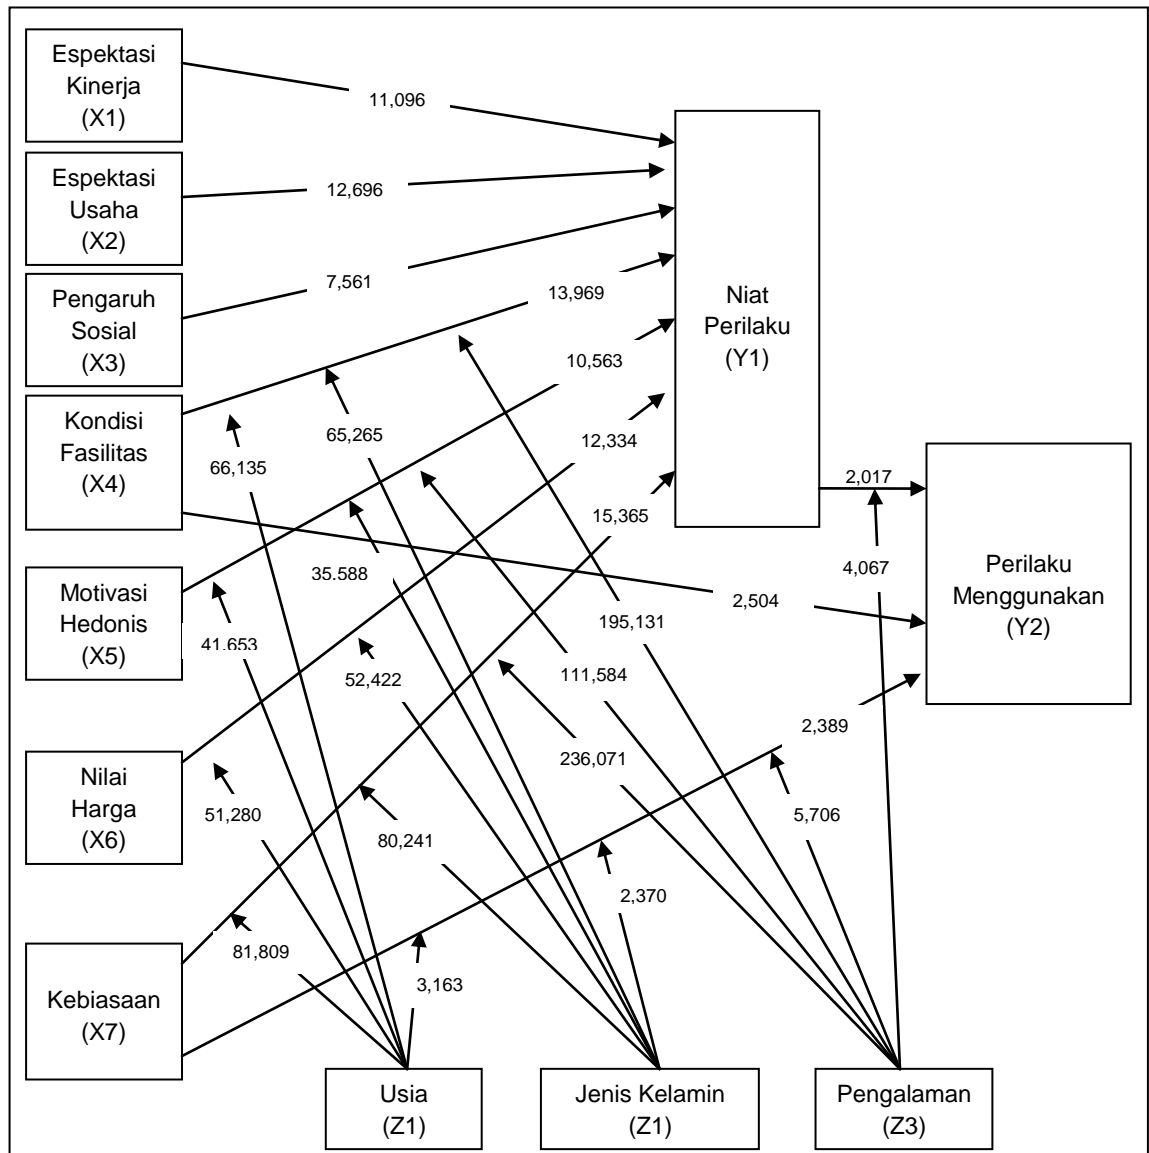 Espektasi
Kinerja
(X1)
11,096
Espektasi
Usaha
(X2)
12,696
Pengaruh
Sosial
(X3)
7,561
13,969
Niat
Perilaku
(Y1)
10,563
Kondisi
Fasilitas
(X4)
66,135
65,265
12,334
15,365
2,017
35.588
4,067
Motivasi
Hedonis
(X5)
41,653
52,422
195,131
111,584
2,504
Perilaku
Menggunakan
(Y2)
2,389
236,071
Nilai
Harga
(X6)
51,280
80,241
5,706
2,370
Kebiasaan
(X7)
81,809
3,163
Usia
(Z1)
Jenis Kelamin
(Z1)
Pengalaman
(Z3)